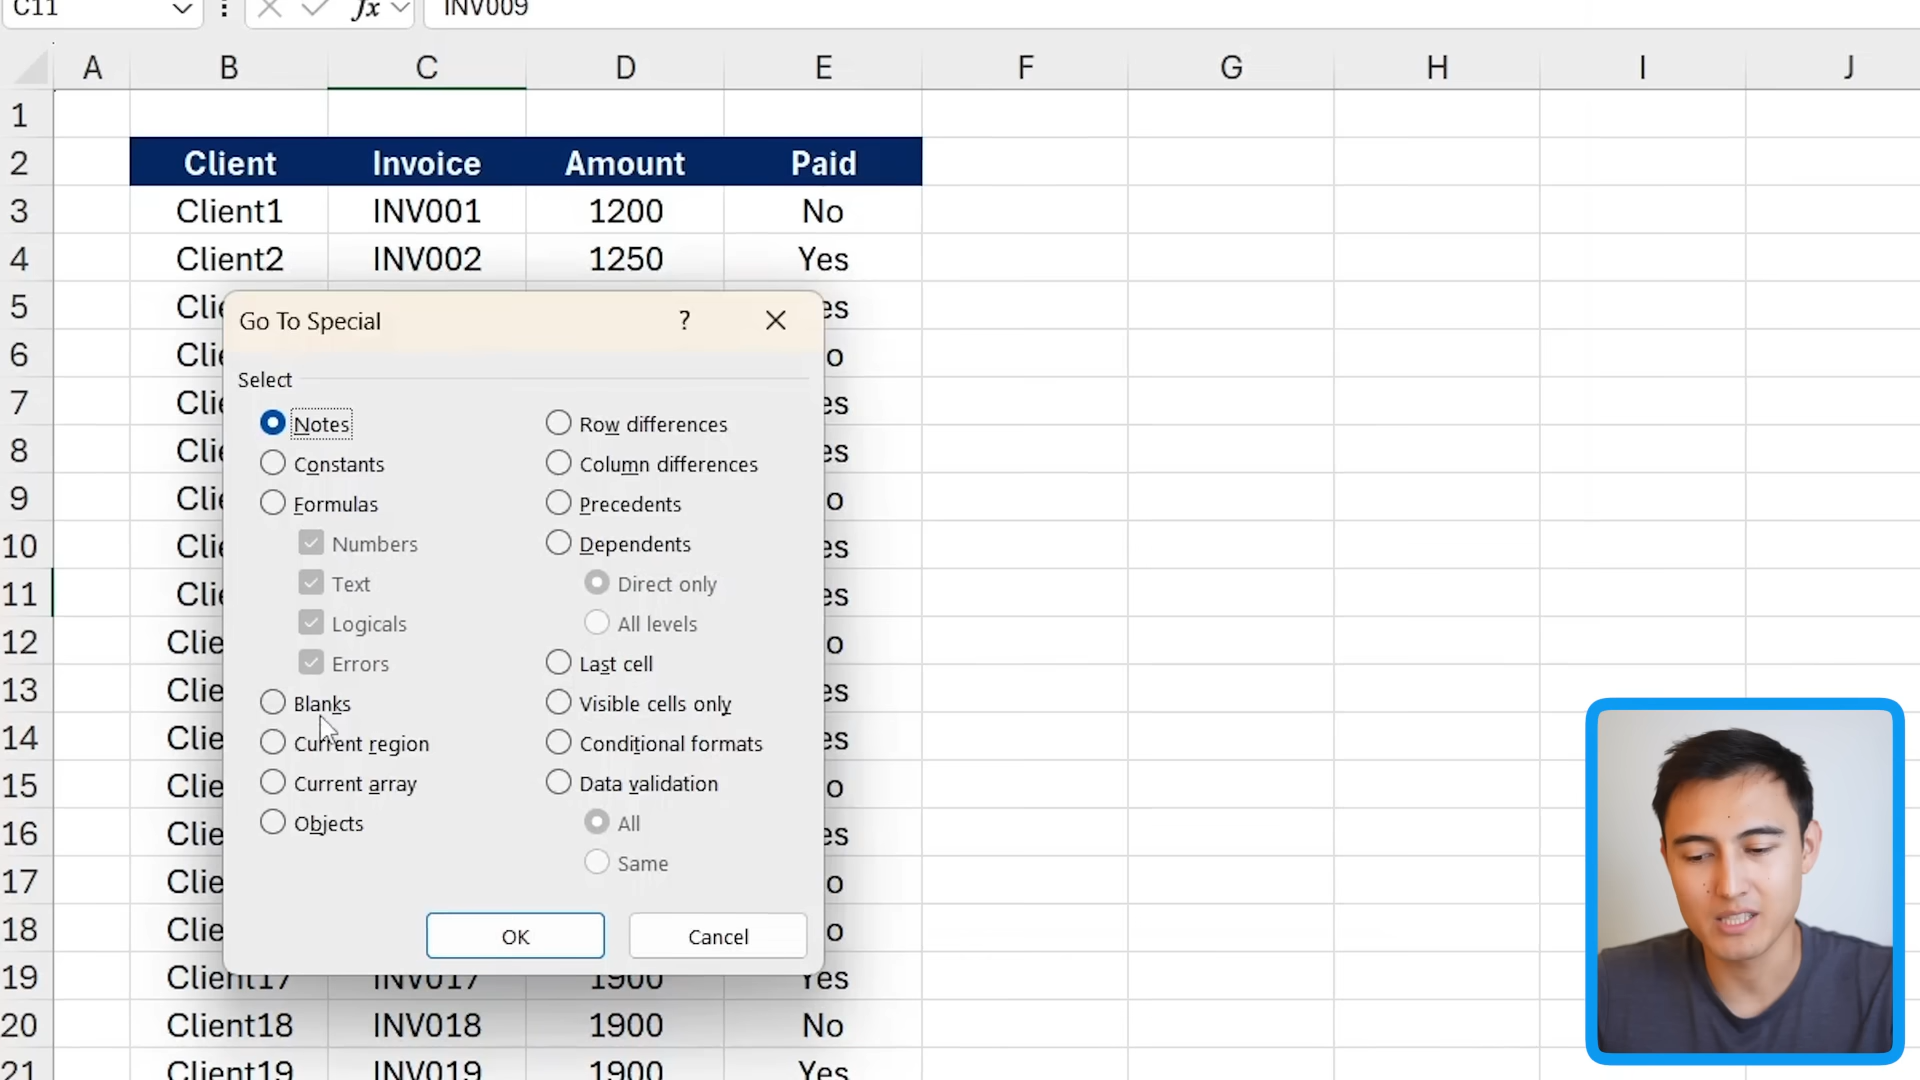 C11 fx INV009
A B C D E F G H I J
1
2 Client Invoice Amount Paid
3 Client1 INV001 1200 No
4 Client2 INV002 1250 Yes
5
6
7
8
9
10
11
12
13
14
15
16
17
18
19 Client17 INV017 1900 Yes
20 Client18 INV018 1900 No
21 Client19 INV019 1900 Yes
Go To Special ?
Select
Notes
Constants
Formulas
Numbers
Text
Logicals
Errors
Blanks
Current region
Current array
Objects
Row differences
Column differences
Precedents
Dependents
Direct only
All levels
Last cell
Visible cells only
Conditional formats
Data validation
All
Same
OK Cancel